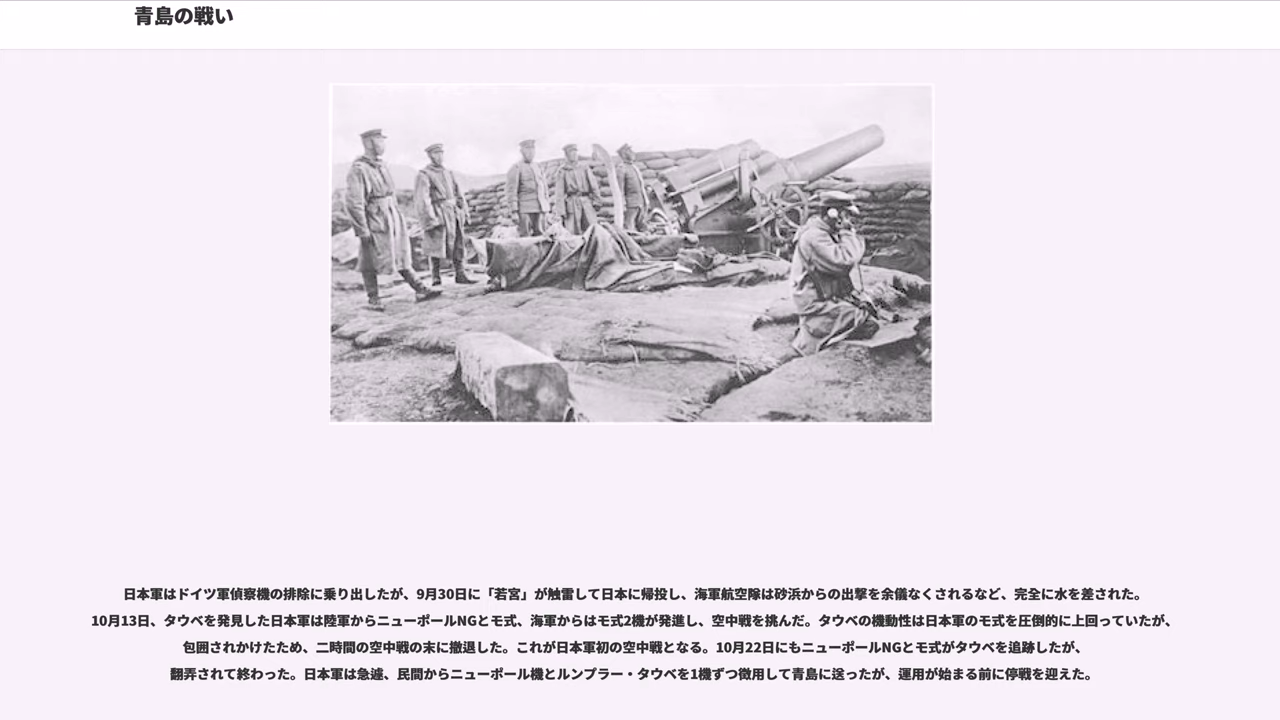 青島の戦い
日本軍はドイツ軍偵察機の排除に乗り出したが、9月30日に「若宮」が触雷して日本に帰投し、海軍航空隊は砂浜からの出撃を余儀なくされるなど、完全に水を差された。
10月13日、タウベを発見した日本軍は陸軍からニューポールNGとモ式、海軍からはモ式2機が発進し、空中戦を挑んだ。タウベの機動性は日本軍のモ式を圧倒的に上回っていたが、
包囲されかけたため、二時間の空中戦の末に撤退した。これが日本軍初の空中戦となる。10月22日にもニューポールNGとモ式がタウベを追跡したが、
翻弄されて終わった。日本軍は急遽、民間からニューポール機とルンプラー・タウベを1機ずつ徴用して青島に送ったが、運用が始まる前に停戦を迎えた。